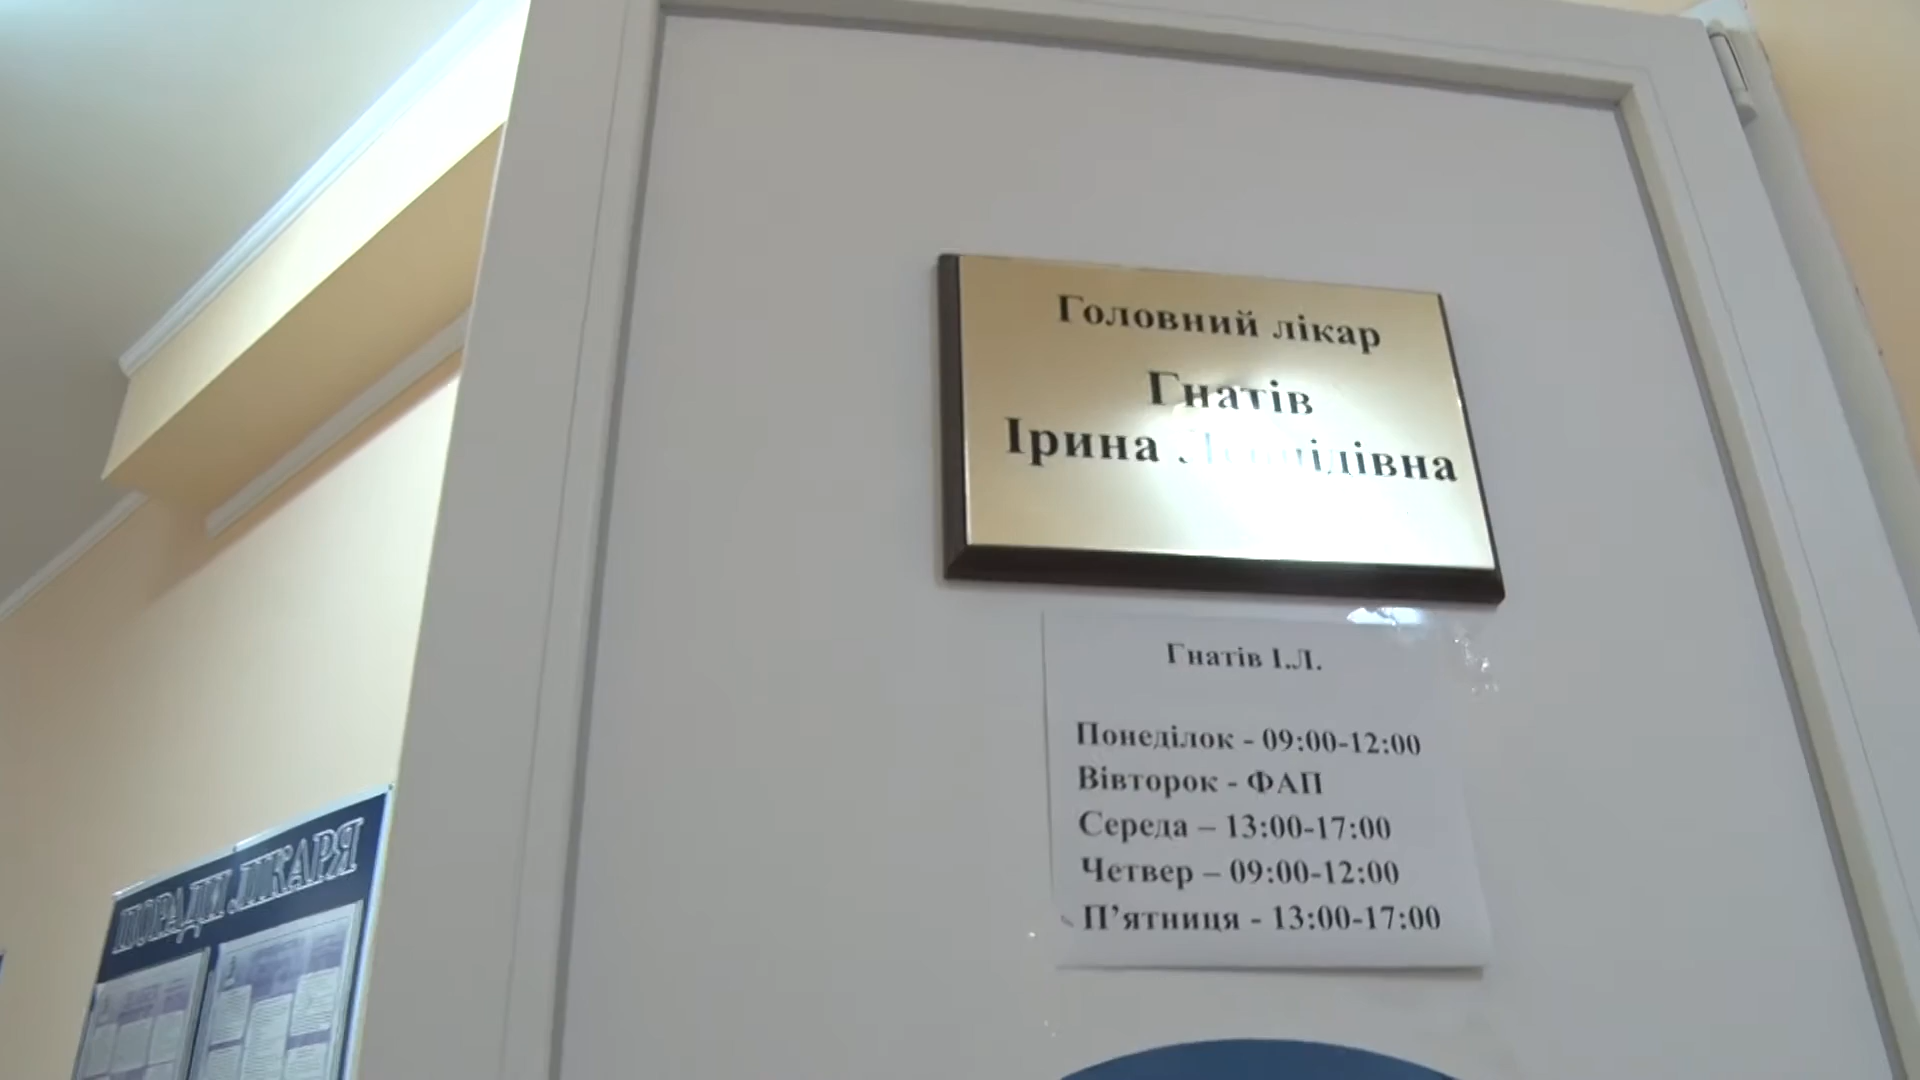 Головний лікар
Гнатів
Ірина
Гнатів І.Л.
Понеділок - 09:00-12:00
Вівторок - ФАП
Середа – 13:00-17:00
Четвер – 09:00-12:00
П’ятниця - 13:00-17:00
ПОРАДИ ЛІКАРЯ